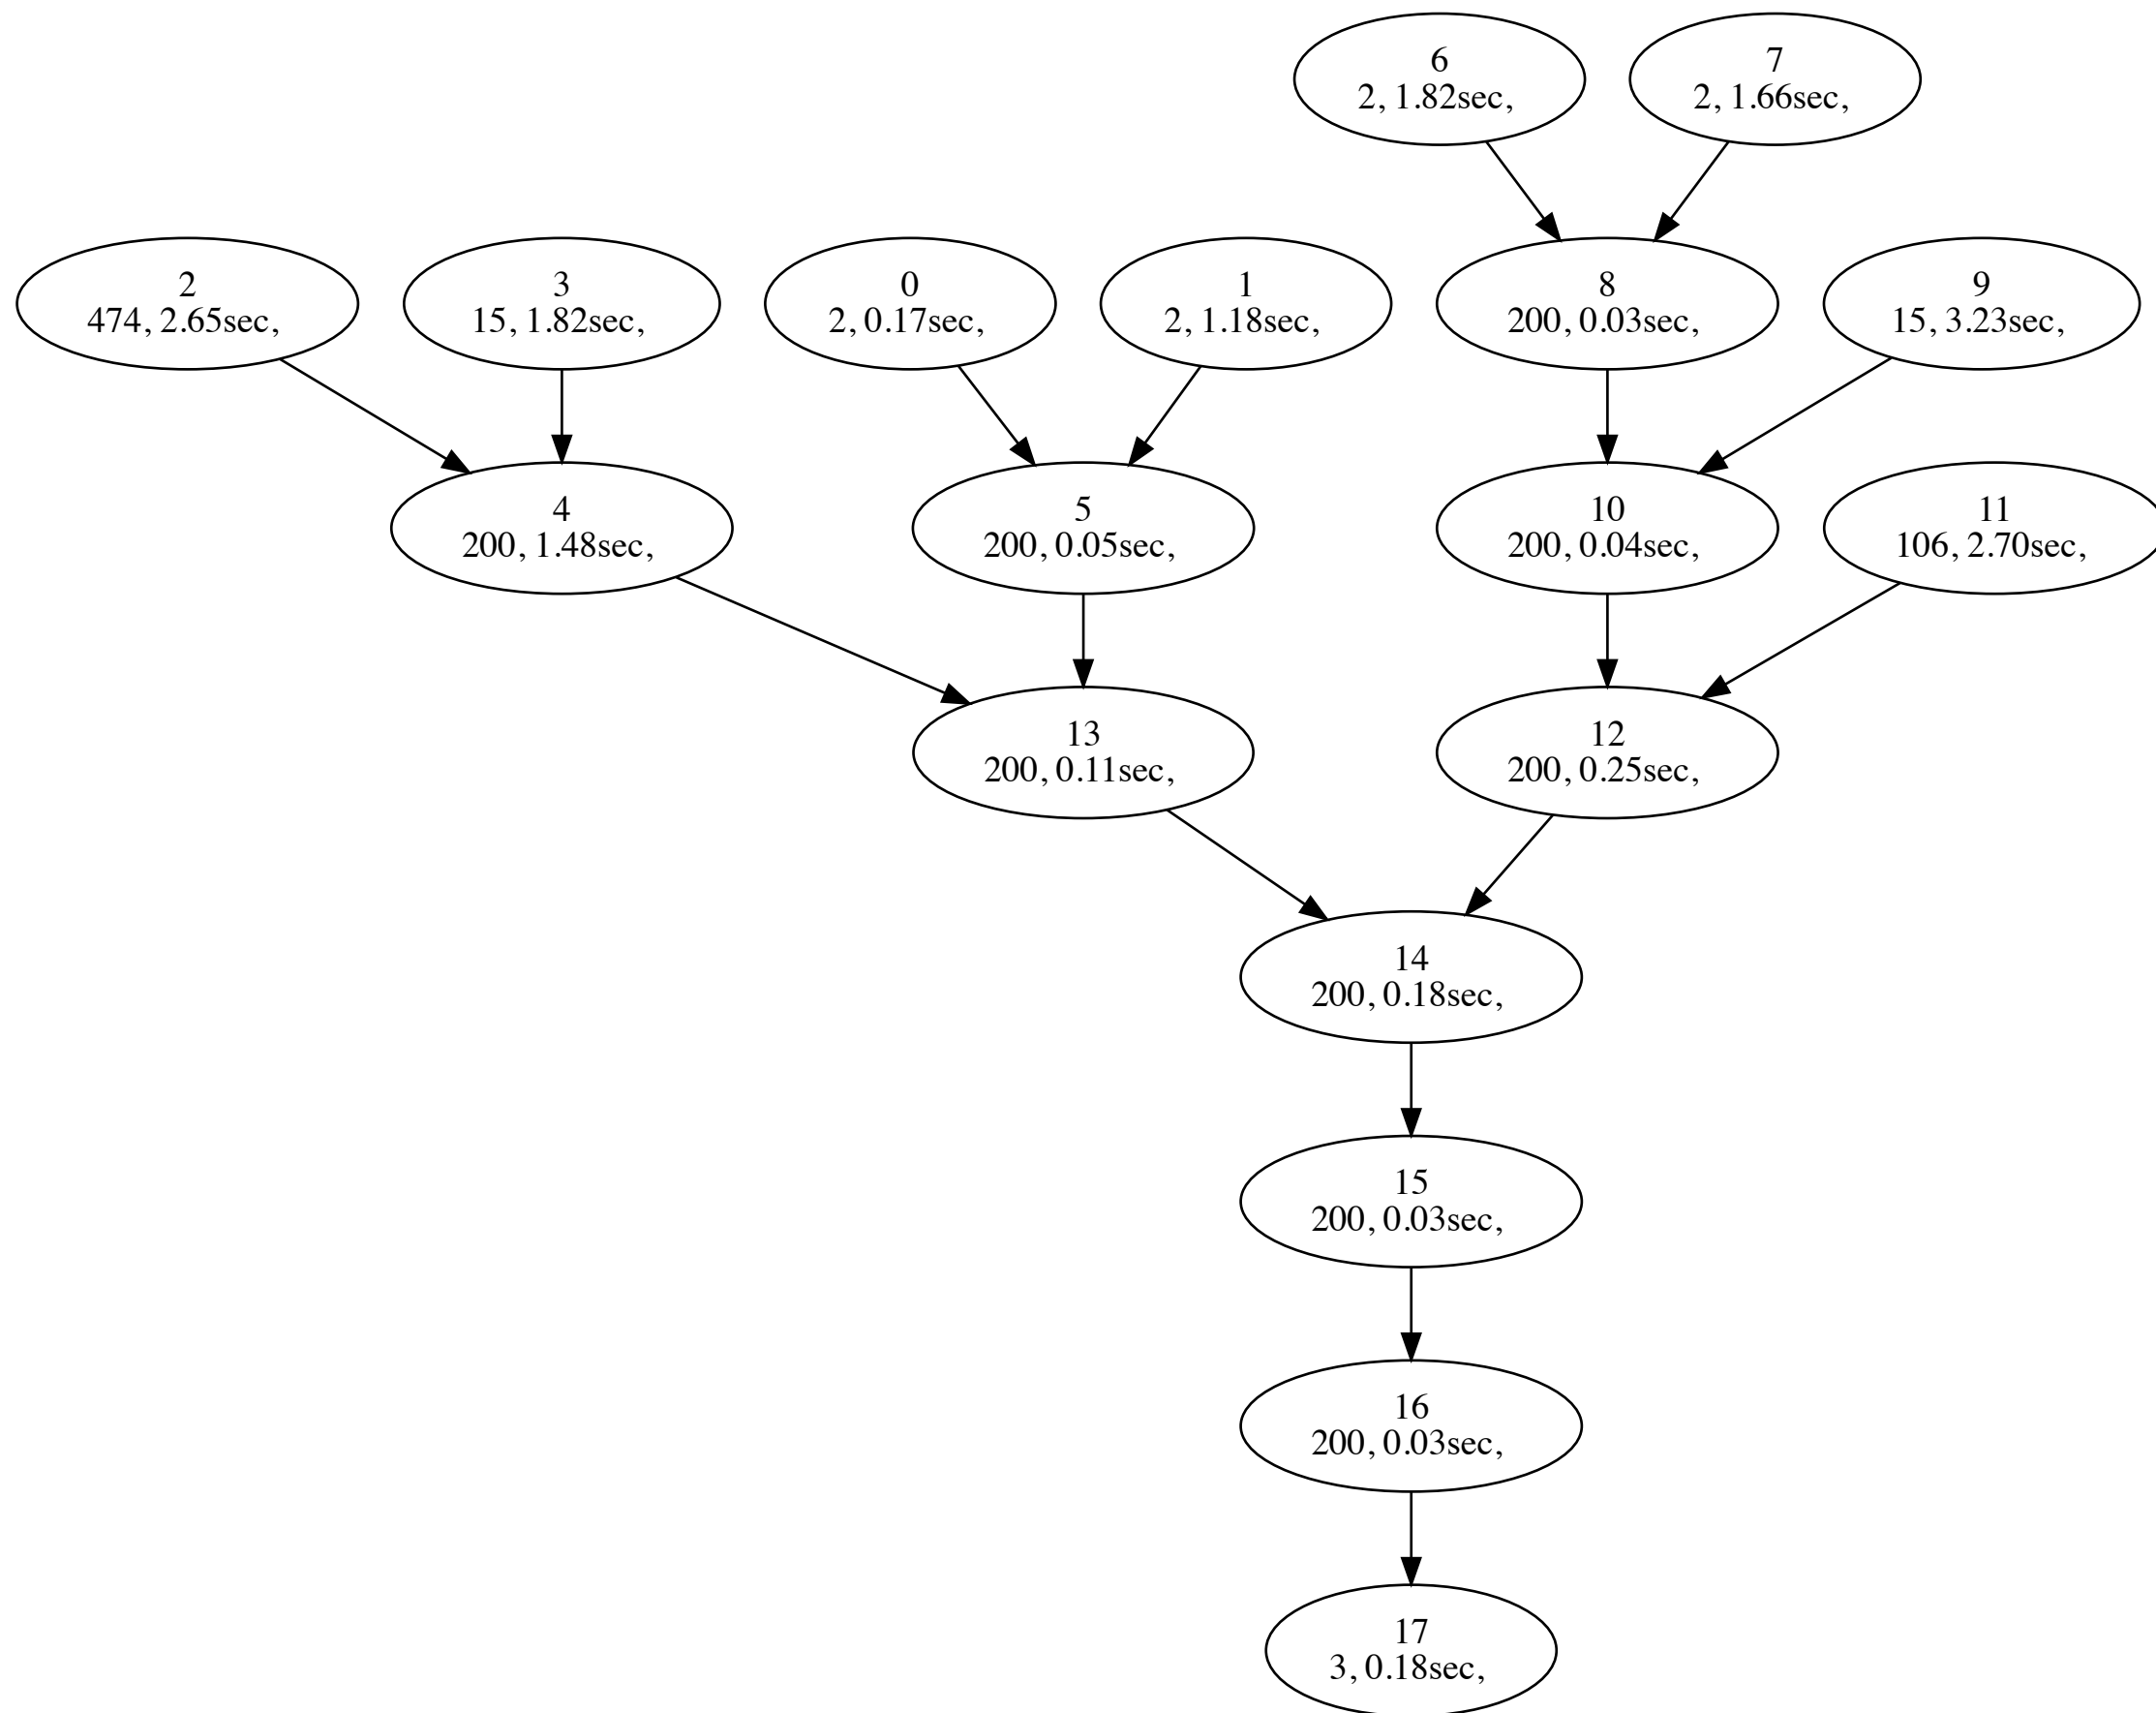 6
2, 1.82sec,
7
2, 1.66sec,
2
474, 2.65sec,
3
15, 1.82sec,
0
2, 0.17sec,
1
2, 1.18sec,
8
200, 0.03sec,
9
15, 3.23sec,
4
200, 1.48sec,
5
200, 0.05sec,
10
200, 0.04sec,
11
106, 2.70sec,
13
200, 0.11sec,
12
200, 0.25sec,
14
200, 0.18sec,
15
200, 0.03sec,
16
200, 0.03sec,
17
3, 0.18sec,